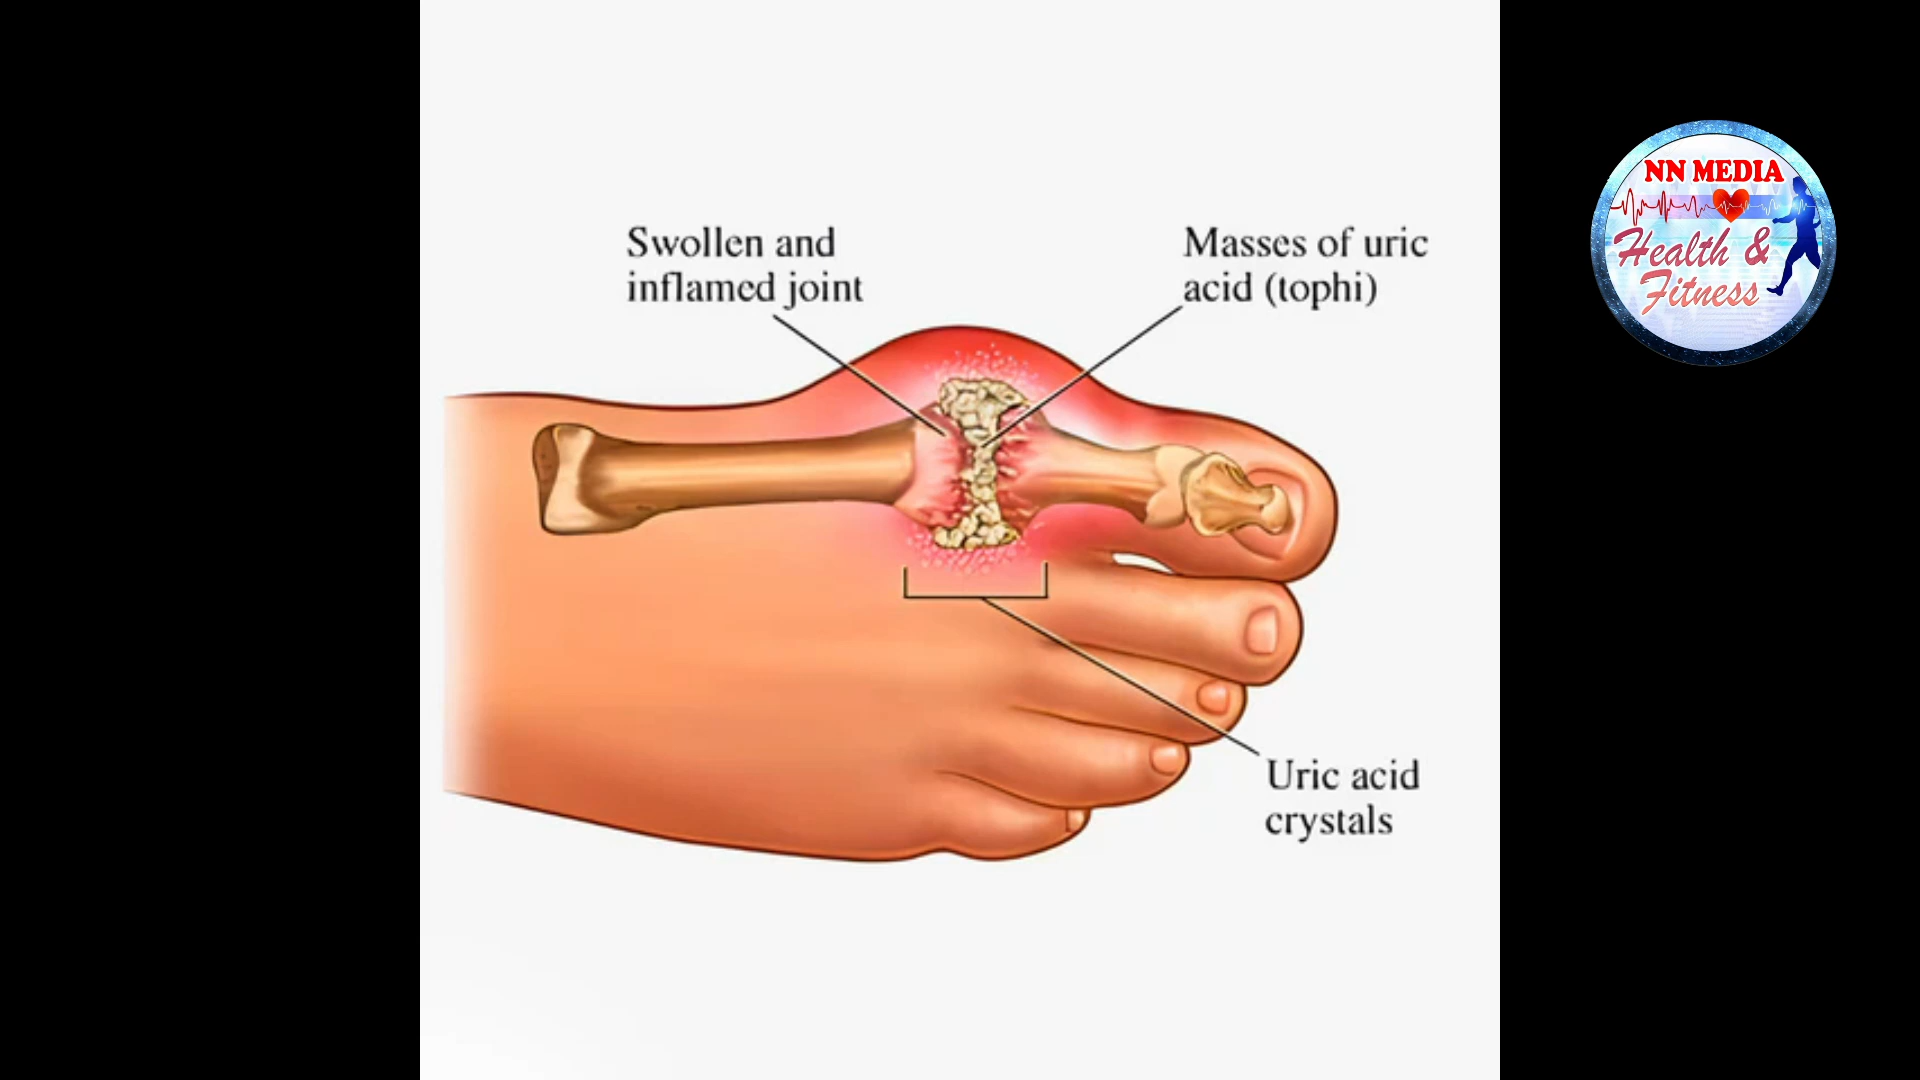 Swollen and
inflamed joint
Masses of uric
acid (tophi)
Uric acid
crystals
NN MEDIA
Health &
Fitness